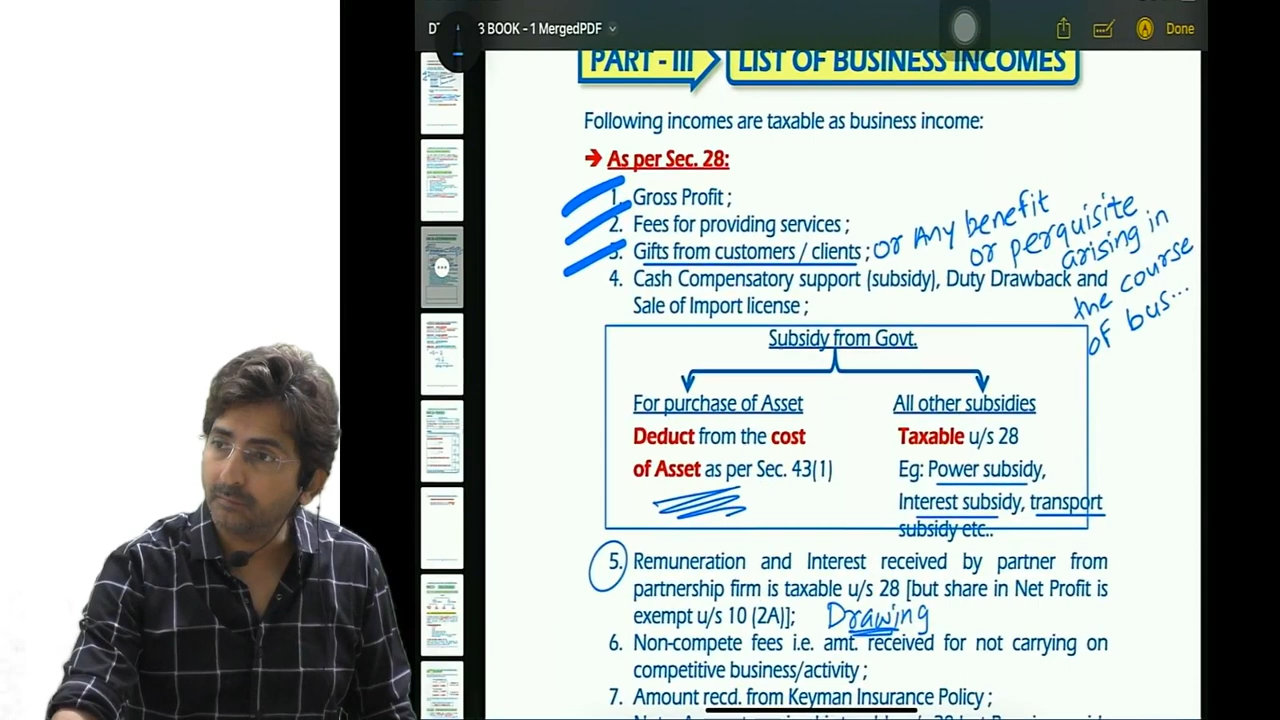 3 BOOK - 1 MergedPDF
Done
PART - III
LIST OF BUSINESS INCOMES
Following incomes are taxable as business income:
➔ As per Sec. 28:
1. Gross Profit ;
2. Fees for providing services ;
3. Gifts from customers / clients ; or Any benefit
or perquisite
arising in
the course
of bus...
4. Cash Compensatory support (subsidy), Duty Drawback and
Sale of Import license ;
Subsidy from Govt.
For purchase of Asset
Deduct from the cost
of Asset as per Sec. 43(1)
All other subsidies
Taxable u/s 28
Eg: Power subsidy,
Interest subsidy, transport
subsidy etc..
5. Remuneration and Interest received by partner from
partnership firm is taxable u/s 28 [but share in Net Profit is
exempt u/s 10 (2A)]; Drawing
6. Non-compete fees i.e. amt. received for not carrying on
competitive business/activity ;
7. Amount recd. from Keyman Insurance Policy ;